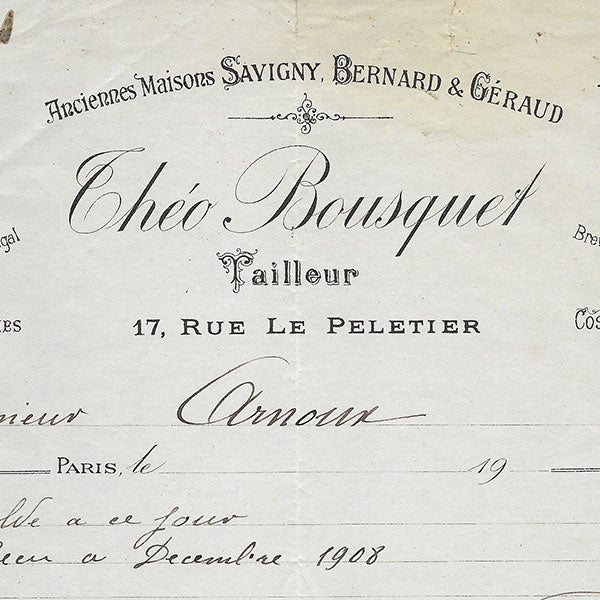 Anciennes Maisons SAVIGNY, BERNARD & GÉRAUD
Théo Bousquet
Tailleur
17, RUE LE PELETIER
Arnoux
PARIS, le 19
a ce jour
a Decembre 1908